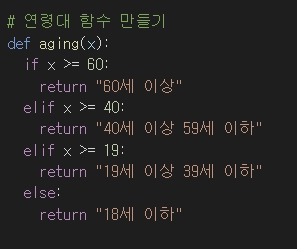 # 연령대 함수 만들기
def aging(x):
  if x >= 60:
    return "60세 이상"
  elif x >= 40:
    return "40세 이상 59세 이하"
  elif x >= 19:
    return "19세 이상 39세 이하"
  else:
    return "18세 이하"